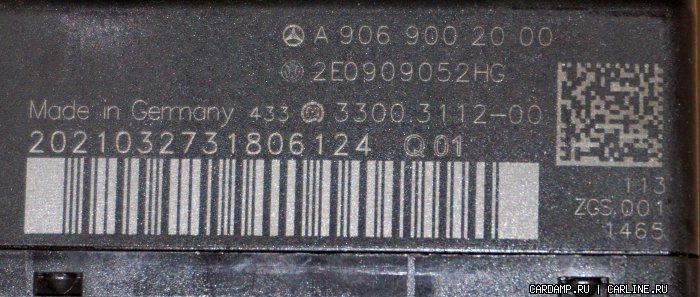 A 906 900 20 00
2E0909052HG
Made in Germany 433 3300.3112-00
2021032731806124 Q01
113
ZGS.001
1465
CARDAMP.RU | CARLINE.RU